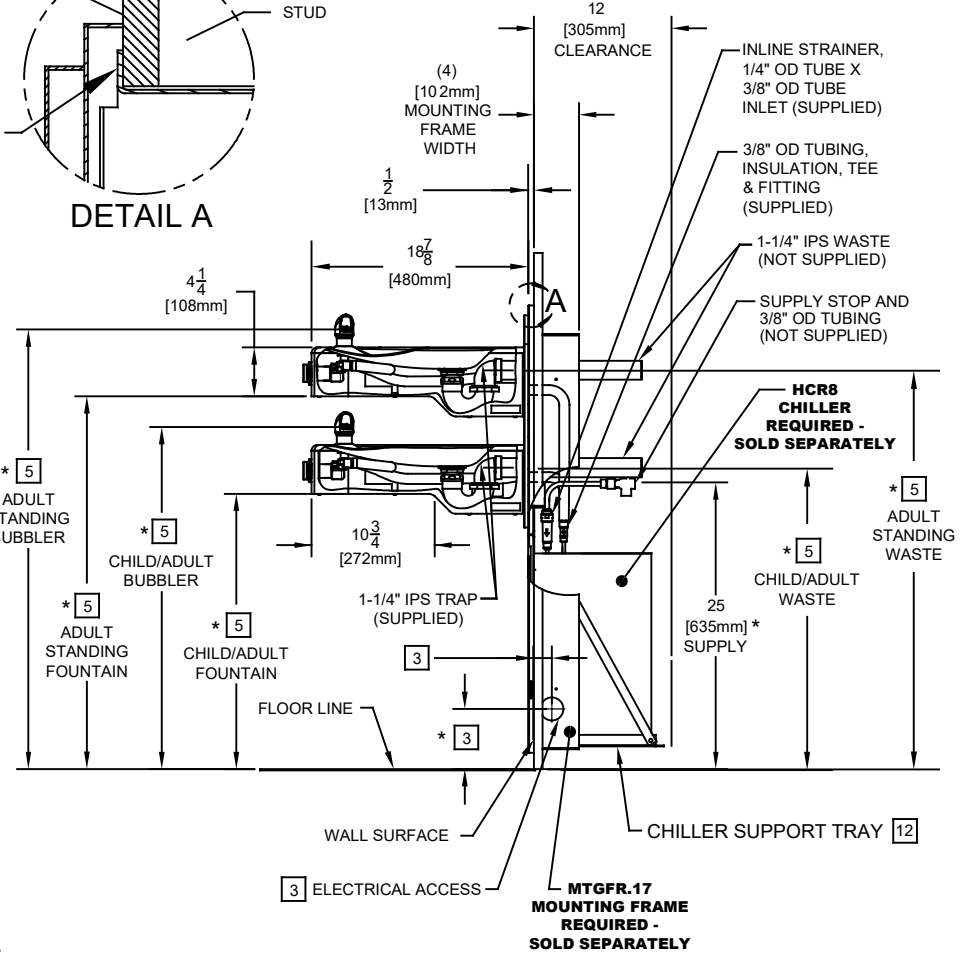 STUD
DETAIL A
12
[305mm]
CLEARANCE
(4)
[102mm]
MOUNTING
FRAME
WIDTH
1/2
[13mm]
18 7/8
[480mm]
4 1/4
[108mm]
A
INLINE STRAINER,
1/4" OD TUBE X
3/8" OD TUBE
INLET (SUPPLIED)
3/8" OD TUBING,
INSULATION, TEE
& FITTING
(SUPPLIED)
1-1/4" IPS WASTE
(NOT SUPPLIED)
SUPPLY STOP AND
3/8" OD TUBING
(NOT SUPPLIED)
HCR8
CHILLER
REQUIRED -
SOLD SEPARATELY
* 5
ADULT
TANDING
UBBLER
* 5
ADULT
STANDING
FOUNTAIN
* 5
CHILD/ADULT
BUBBLER
* 5
CHILD/ADULT
FOUNTAIN
10 3/4
[272mm]
1-1/4" IPS TRAP
(SUPPLIED)
3
* 3
25
[635mm] *
SUPPLY
* 5
CHILD/ADULT
WASTE
* 5
ADULT
STANDING
WASTE
FLOOR LINE
WALL SURFACE
3 ELECTRICAL ACCESS
CHILLER SUPPORT TRAY 12
MTGFR.17
MOUNTING FRAME
REQUIRED -
SOLD SEPARATELY